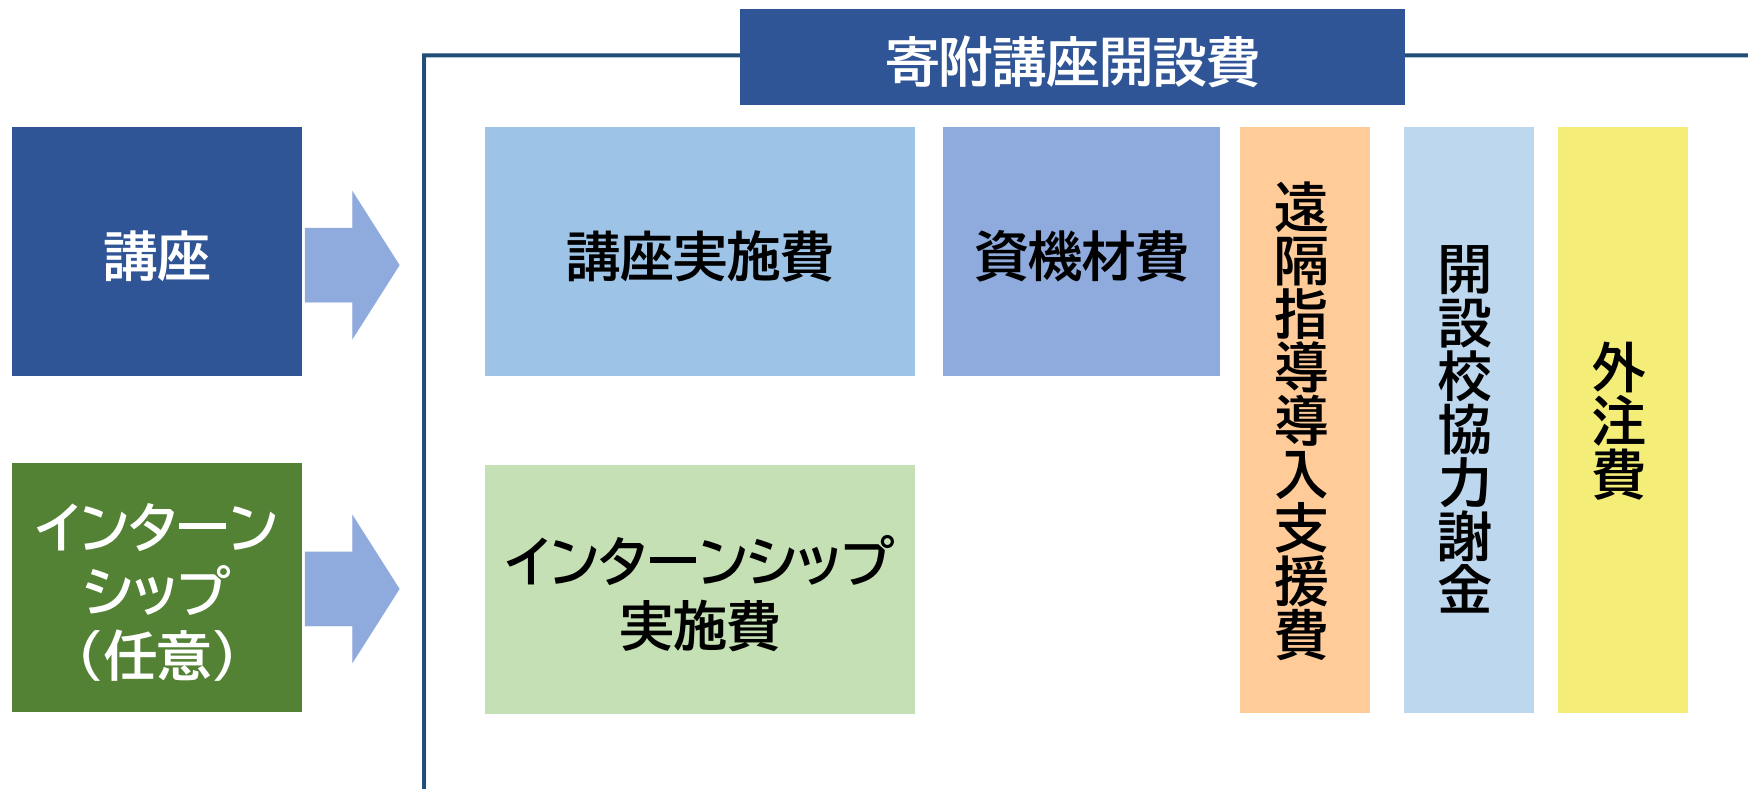 寄附講座開設費
講座
講座実施費
資機材費
遠隔指導導入支援費
開設校協力謝金
外注費
インターン
シップ
（任意）
インターンシップ
実施費